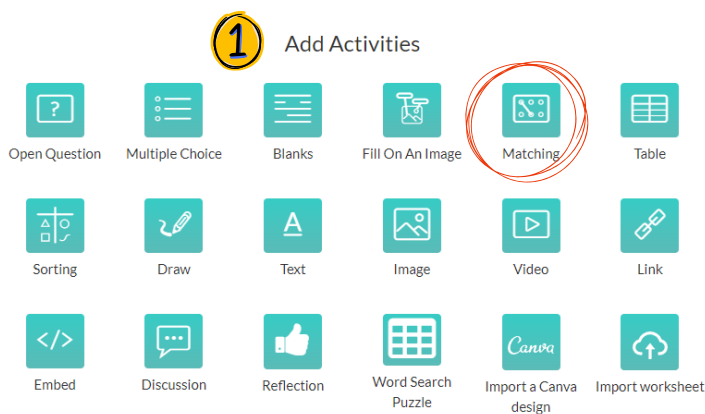 1 Add Activities
?
Open Question Multiple Choice Blanks Fill On An Image Matching Table
A
Sorting Draw Text Image Video Link
</>
Canva
Embed Discussion Reflection Word Search Import a Canva Import worksheet
Puzzle design